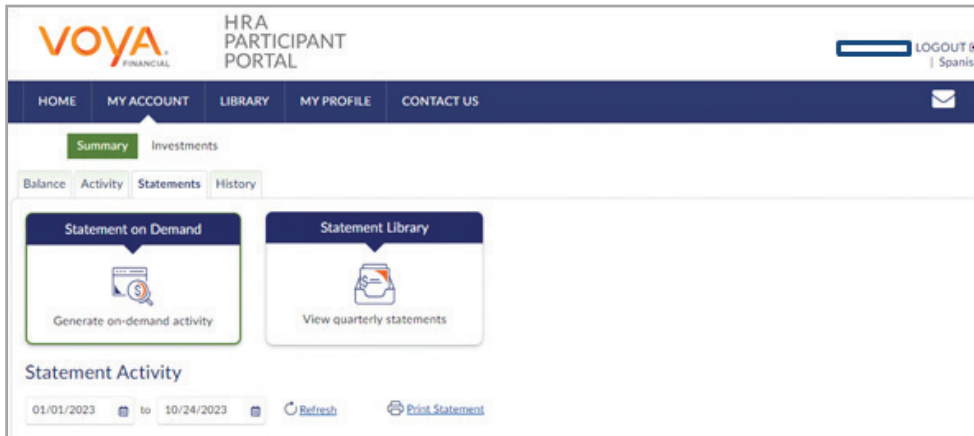 VOYA
FINANCIAL
HRA
PARTICIPANT
PORTAL
LOGOUT
| Spanis
HOME MY ACCOUNT LIBRARY MY PROFILE CONTACT US
Summary Investments
Balance Activity Statements History
Statement on Demand
Generate on-demand activity
Statement Library
View quarterly statements
Statement Activity
01/01/2023 to 10/24/2023 Refresh Print Statement